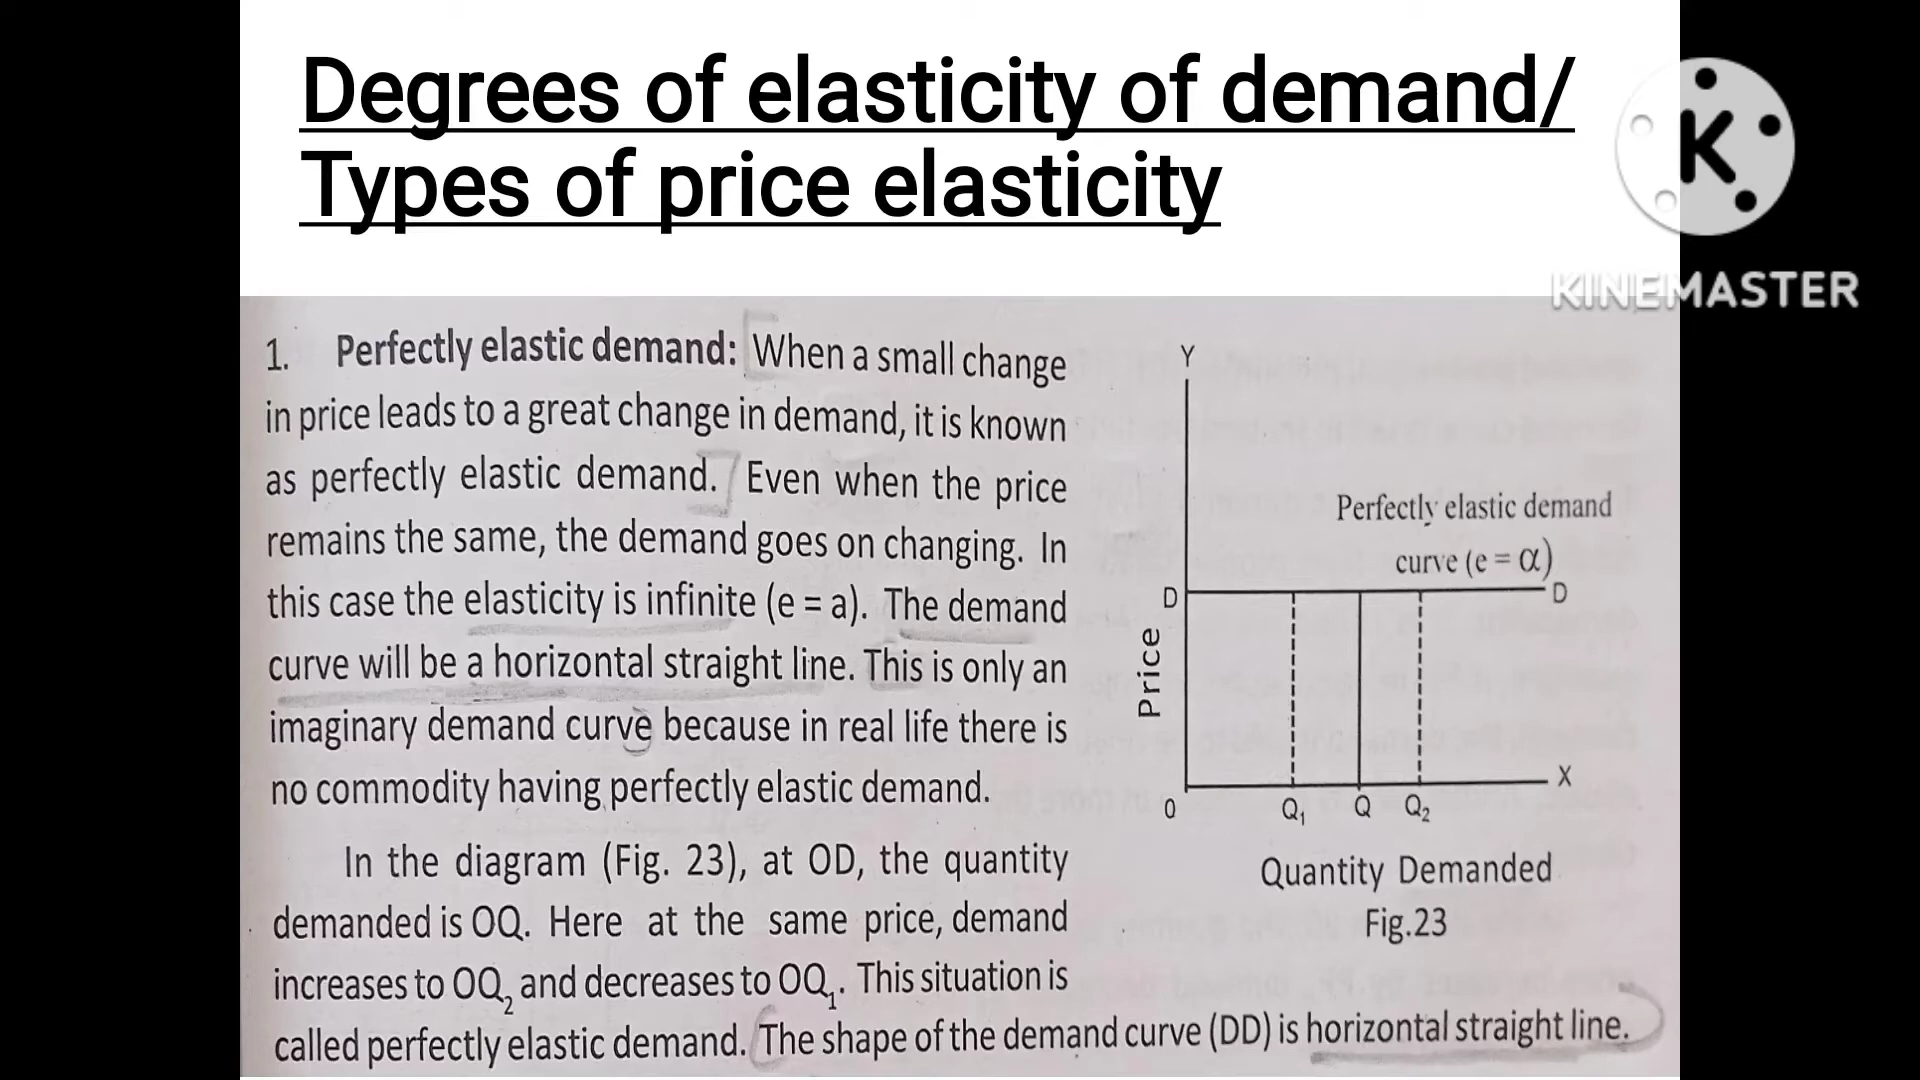 Degrees of elasticity of demand/
Types of price elasticity
K
KINEMASTER
1. Perfectly elastic demand: When a small change
in price leads to a great change in demand, it is known
as perfectly elastic demand. Even when the price
remains the same, the demand goes on changing. In
this case the elasticity is infinite (e = a). The demand
curve will be a horizontal straight line. This is only an
imaginary demand curve because in real life there is
no commodity having perfectly elastic demand.
In the diagram (Fig. 23), at OD, the quantity
demanded is OQ. Here at the same price, demand
increases to OQ₂ and decreases to OQ₁. This situation is
called perfectly elastic demand. The shape of the demand curve (DD) is horizontal straight line.
Y
Perfectly elastic demand
curve (e = α)
D
D
Price
X
0
Q₁
Q
Q₂
Quantity Demanded
Fig.23